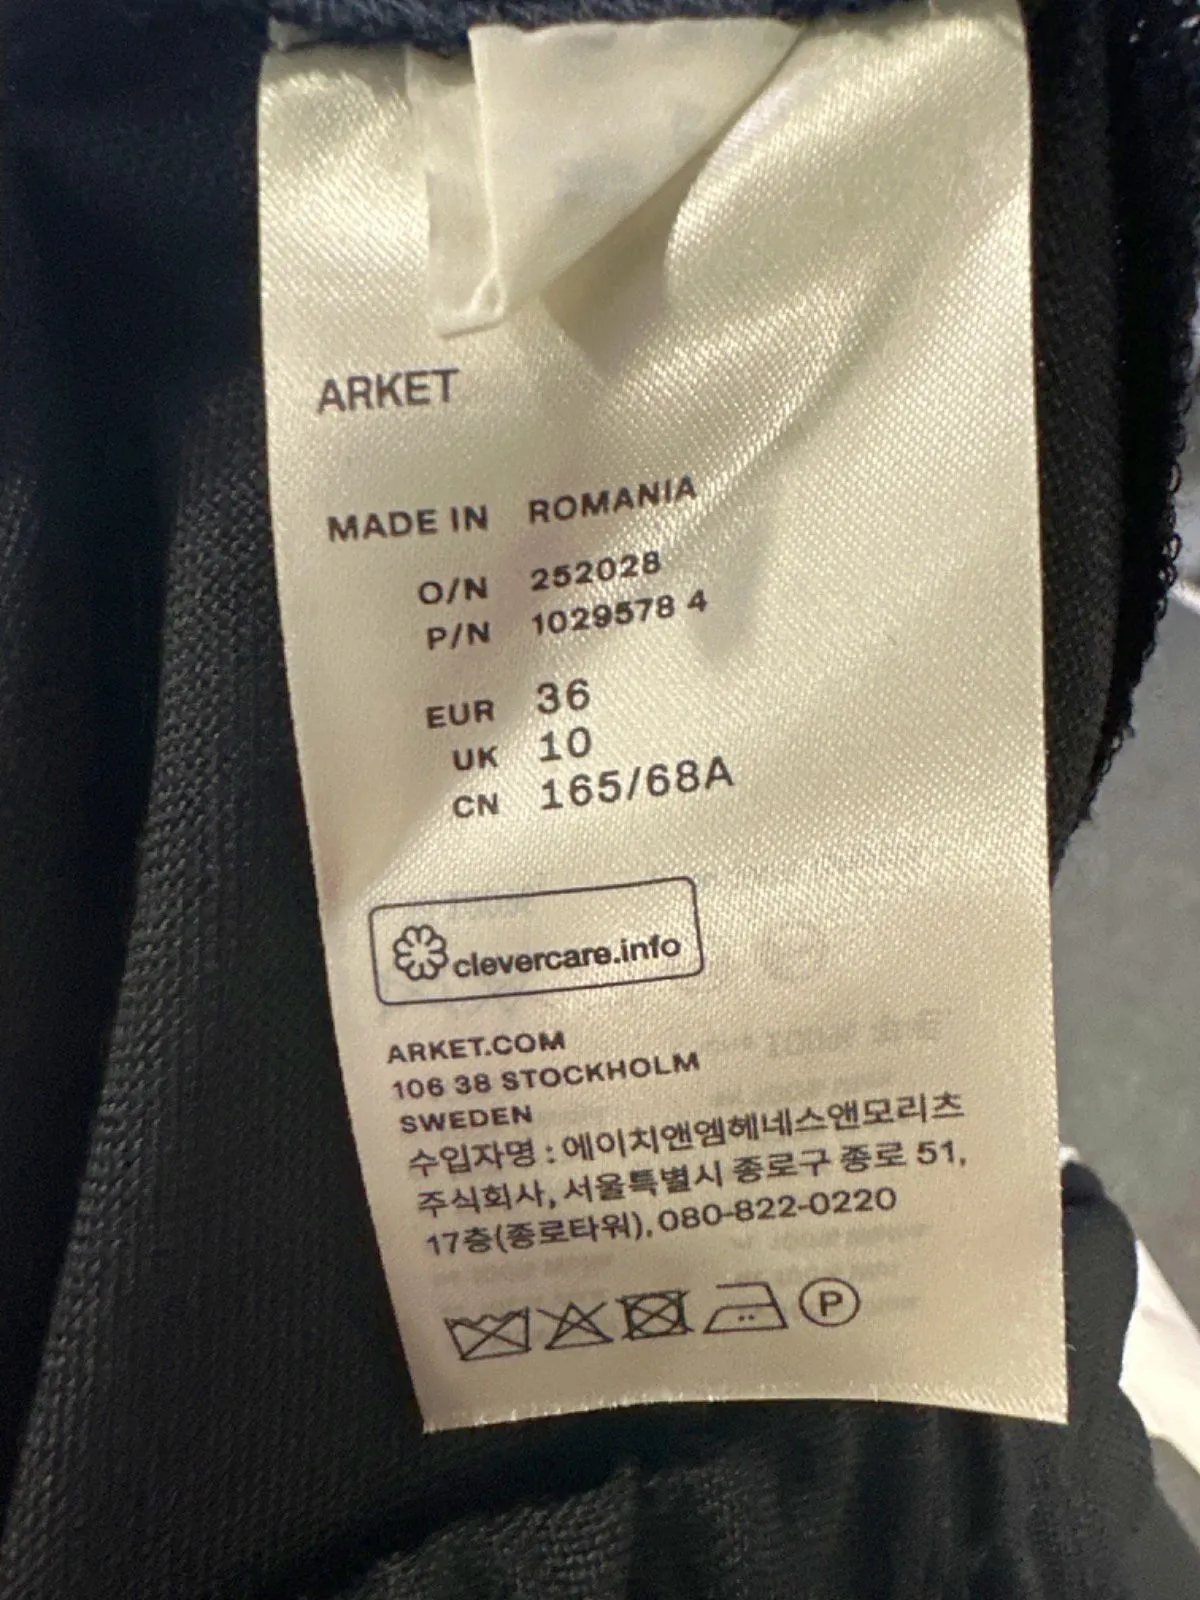 ARKET
MADE IN ROMANIA
O/N 252028
P/N 1029578 4
EUR 36
UK 10
CN 165/68A
clevercare.info
ARKET.COM
106 38 STOCKHOLM
SWEDEN
수입자명 : 에이치앤엠헤네스앤모리츠
주식회사, 서울특별시 종로구 종로 51,
17층(종로타워), 080-822-0220
P